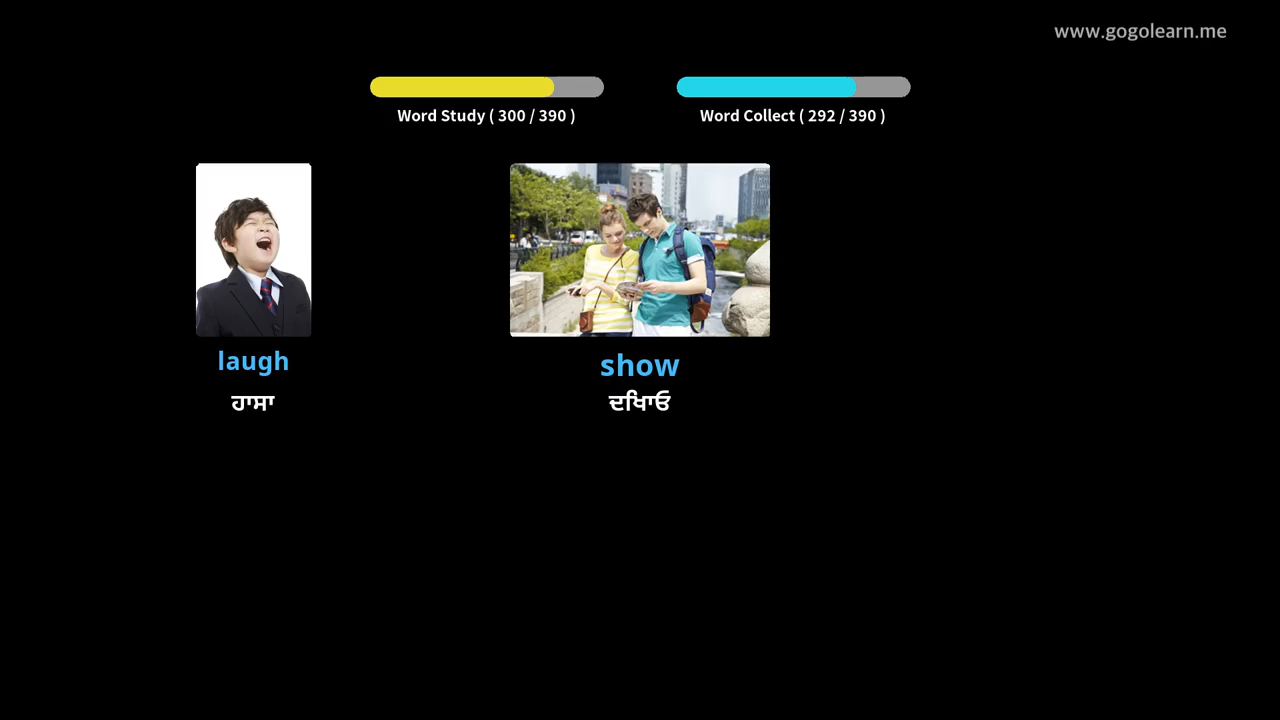 www.gogolearn.me
Word Study ( 300 / 390 )
Word Collect ( 292 / 390 )
laugh
show
ਹਾਸਾ
ਦਖਿਾਓ